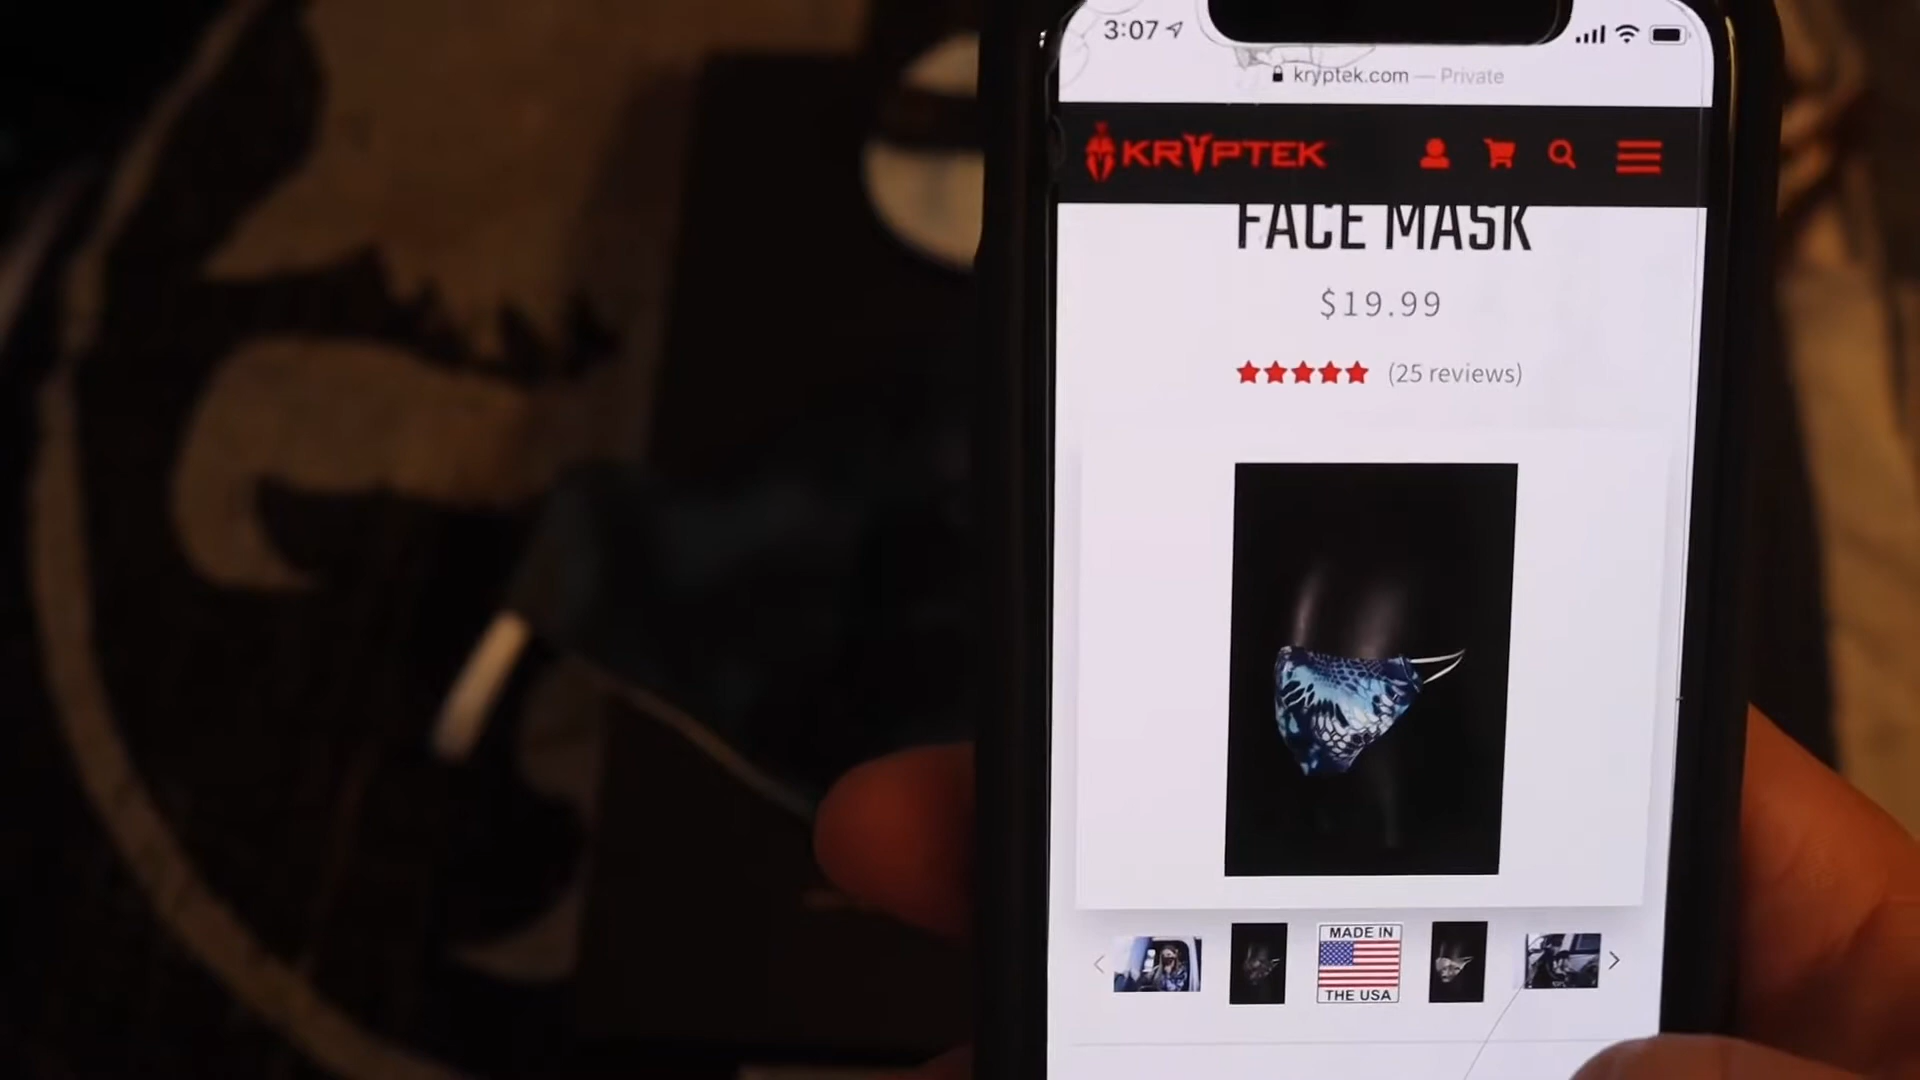 3:07
kryptek.com — Private
KRYPTEK
FACE MASK
$19.99
(25 reviews)
MADE IN
THE USA